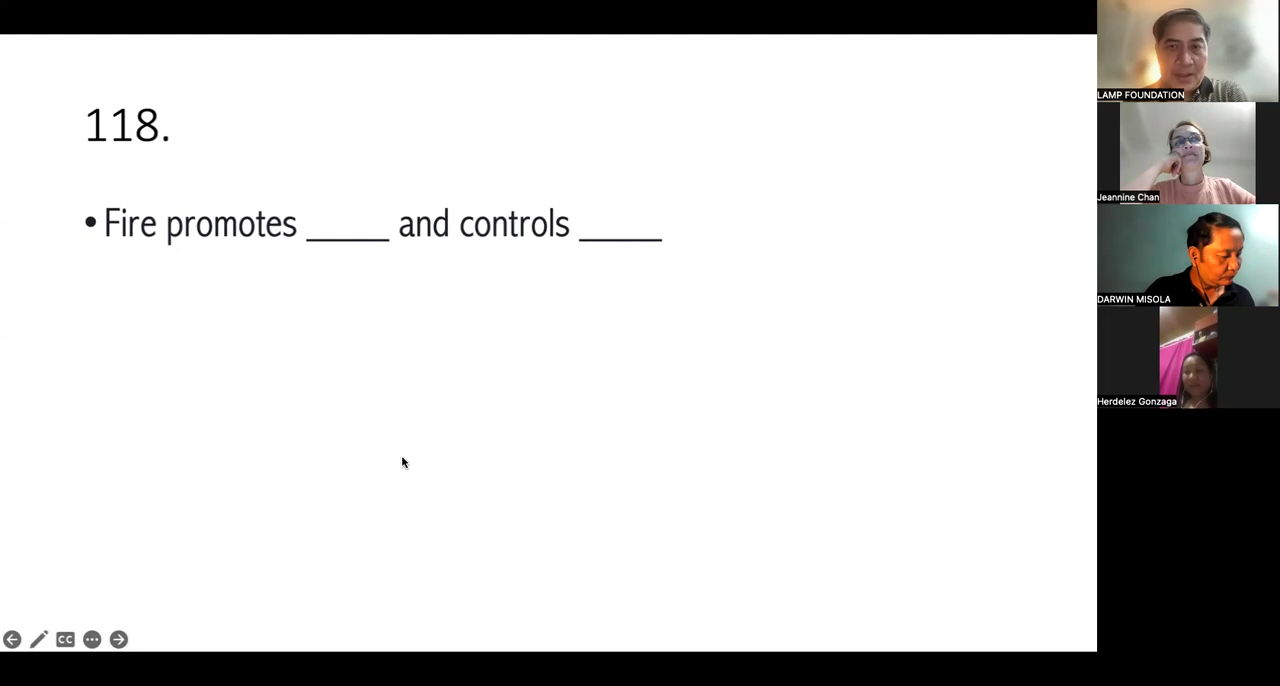 118.
• Fire promotes _____ and controls _____
LAMP FOUNDATION
Jeannine Chan
DARWIN MISOLA
Herdelez Gonzaga
CC